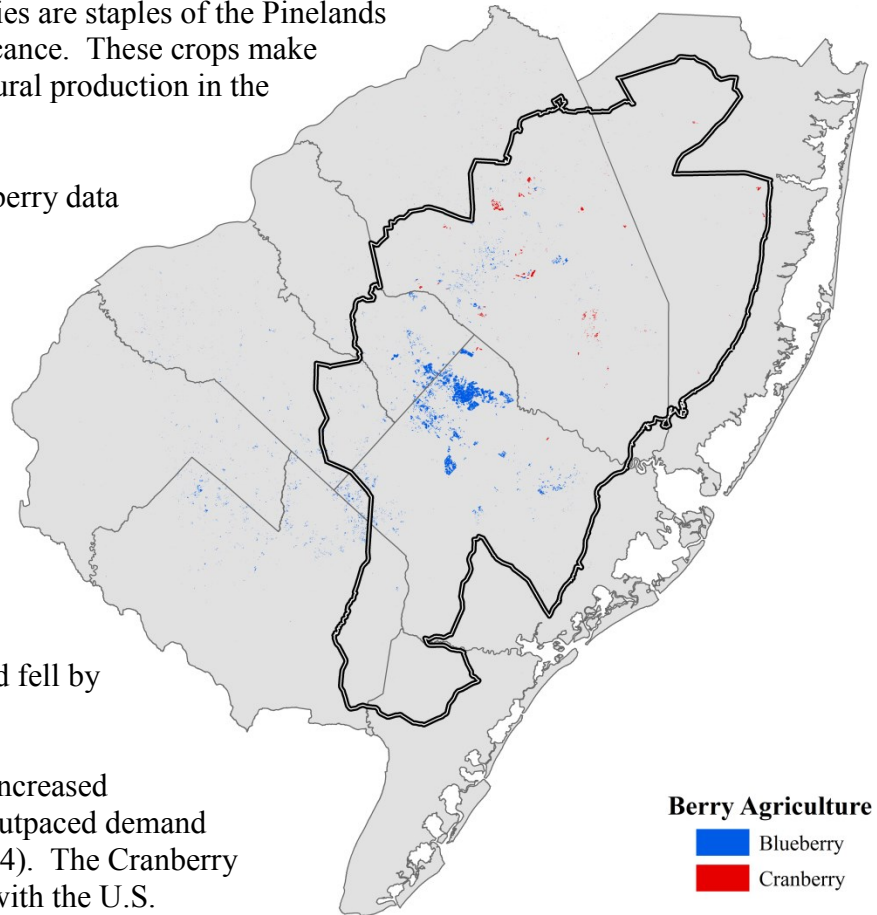 ies are staples of the Pinelands
cance. These crops make
ural production in the
berry data
d fell by
ncreased
utpaced demand
4). The Cranberry
with the U.S.
Berry Agriculture
Blueberry
Cranberry